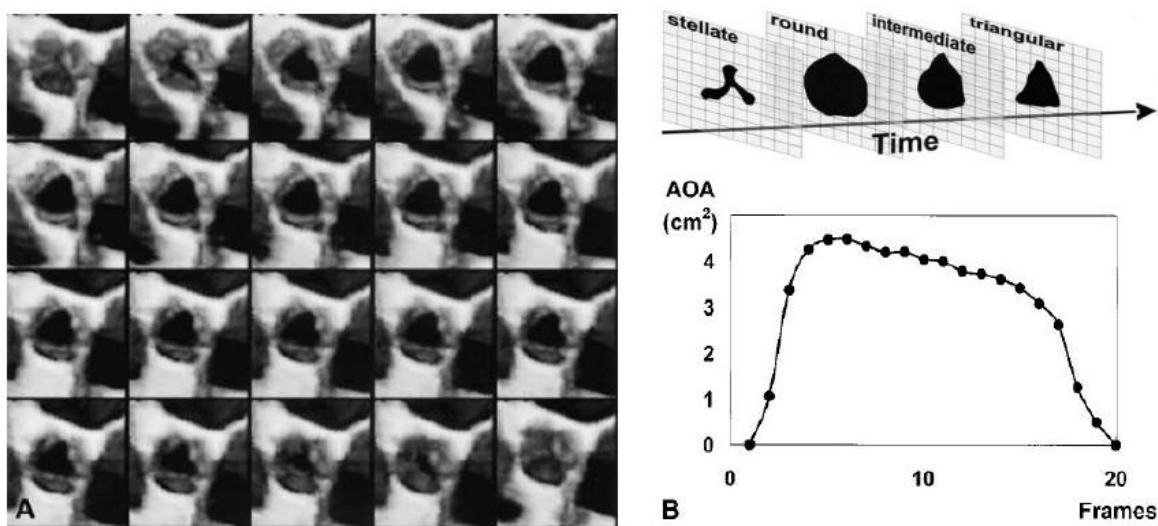 A
stellate
round
intermediate
triangular
Time
AOA
(cm²)
4
3
2
1
0
0 10 20
B Frames